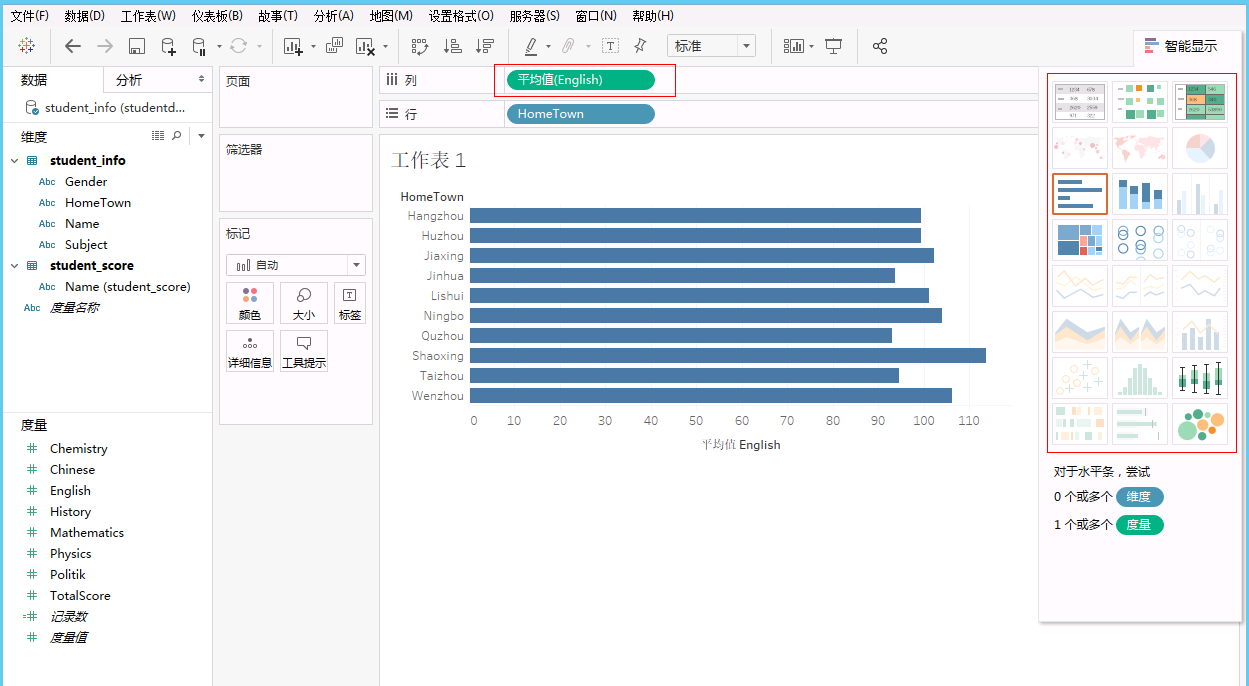 文件(F) 数据(D) 工作表(W) 仪表板(B) 故事(T) 分析(A) 地图(M) 设置格式(O) 服务器(S) 窗口(N) 帮助(H)
标准
智能显示
数据 分析
student_info (studentd...
维度
student_info
Abc Gender
Abc HomeTown
Abc Name
Abc Subject
student_score
Abc Name (student_score)
Abc 度量名称
度量
Chemistry
Chinese
English
History
Mathematics
Physics
Politik
TotalScore
记录数
度量值
页面
筛选器
标记
自动
颜色 大小 标签
详细信息 工具提示
列 平均值(English)
行 HomeTown
工作表 1
HomeTown
Hangzhou
Huzhou
Jiaxing
Jinhua
Lishui
Ningbo
Quzhou
Shaoxing
Taizhou
Wenzhou
0 10 20 30 40 50 60 70 80 90 100 110
平均值 English
对于水平条，尝试
0 个或多个 维度
1 个或多个 度量